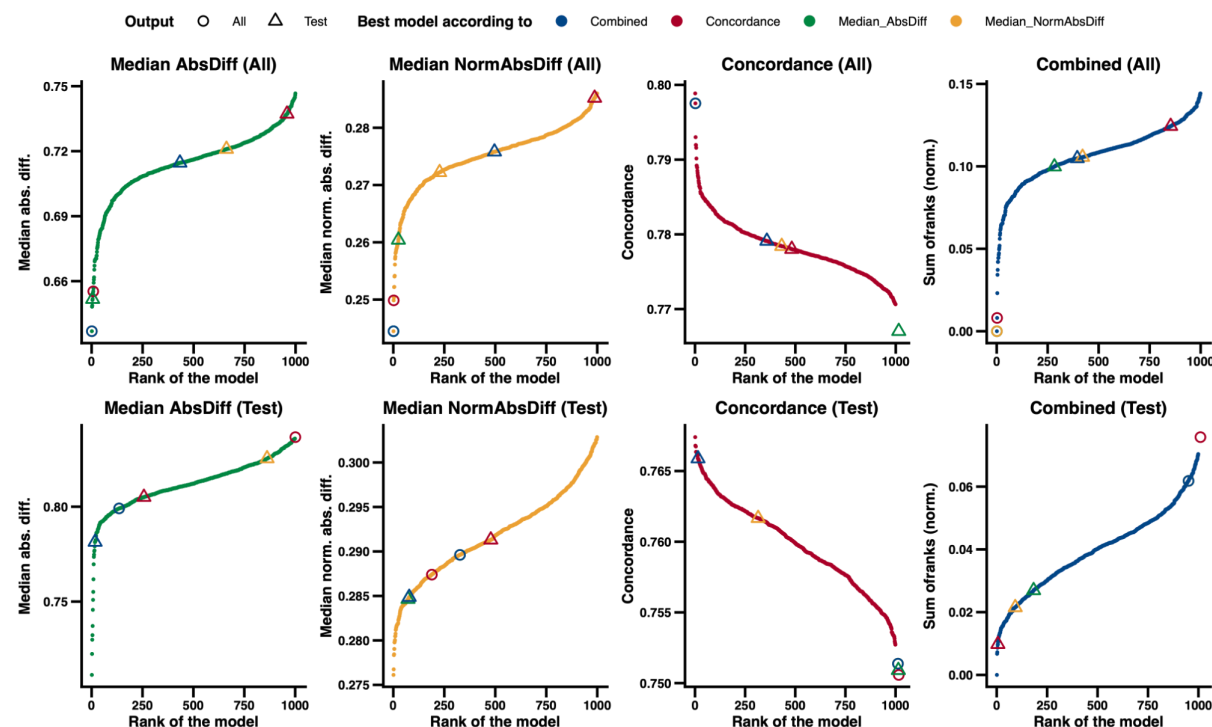 Output All Test Best model according to Combined Concordance Median_AbsDiff Median_NormAbsDiff
Median AbsDiff (All)
Median abs. diff.
0.75
0.72
0.69
0.66
0 250 500 750 1000
Rank of the model
Median NormAbsDiff (All)
Median norm. abs. diff.
0.28
0.27
0.26
0.25
0 250 500 750 1000
Rank of the model
Concordance (All)
Concordance
0.80
0.79
0.78
0.77
0 250 500 750 1000
Rank of the model
Combined (All)
Sum ofranks (norm.)
0.15
0.10
0.05
0.00
0 250 500 750 1000
Rank of the model
Median AbsDiff (Test)
Median abs. diff.
0.80
0.75
0 250 500 750 1000
Rank of the model
Median NormAbsDiff (Test)
Median norm. abs. diff.
0.300
0.295
0.290
0.285
0.280
0.275
0 250 500 750 1000
Rank of the model
Concordance (Test)
Concordance
0.765
0.760
0.755
0.750
0 250 500 750 1000
Rank of the model
Combined (Test)
Sum ofranks (norm.)
0.06
0.04
0.02
0.00
0 250 500 750 1000
Rank of the model